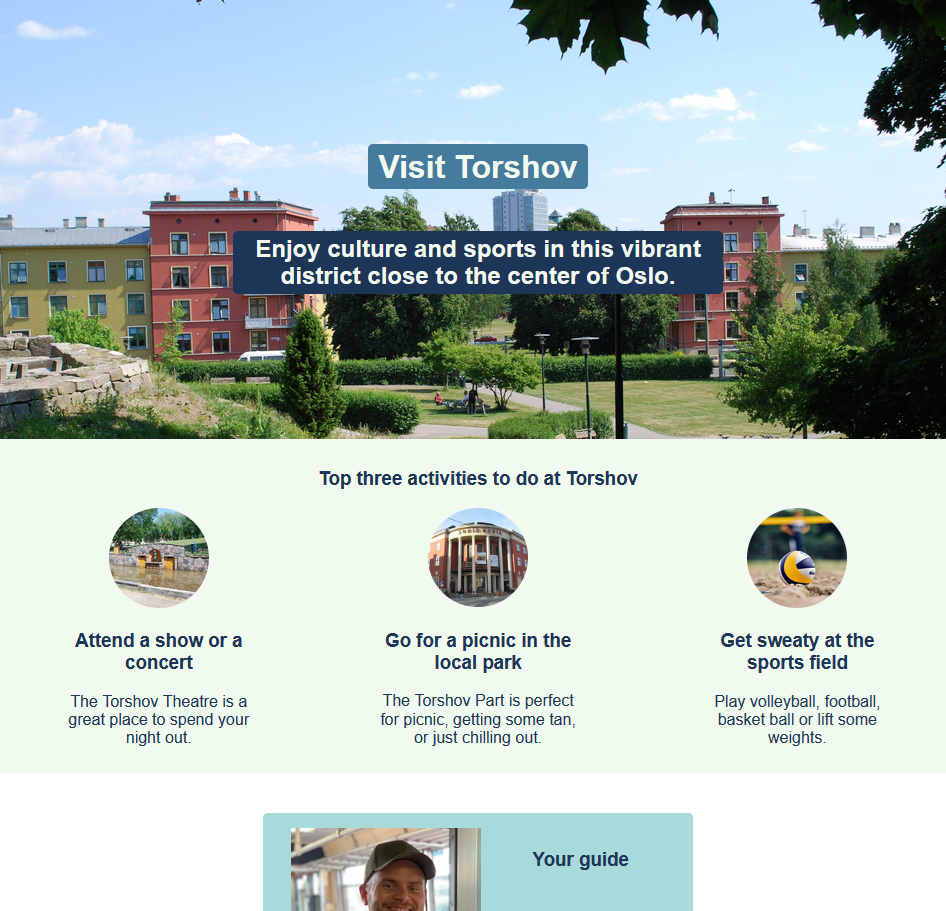 Visit Torshov
Enjoy culture and sports in this vibrant
district close to the center of Oslo.
Top three activities to do at Torshov
Attend a show or a
concert
The Torshov Theatre is a
great place to spend your
night out.
Go for a picnic in the
local park
The Torshov Part is perfect
for picnic, getting some tan,
or just chilling out.
Get sweaty at the
sports field
Play volleyball, football,
basket ball or lift some
weights.
Your guide